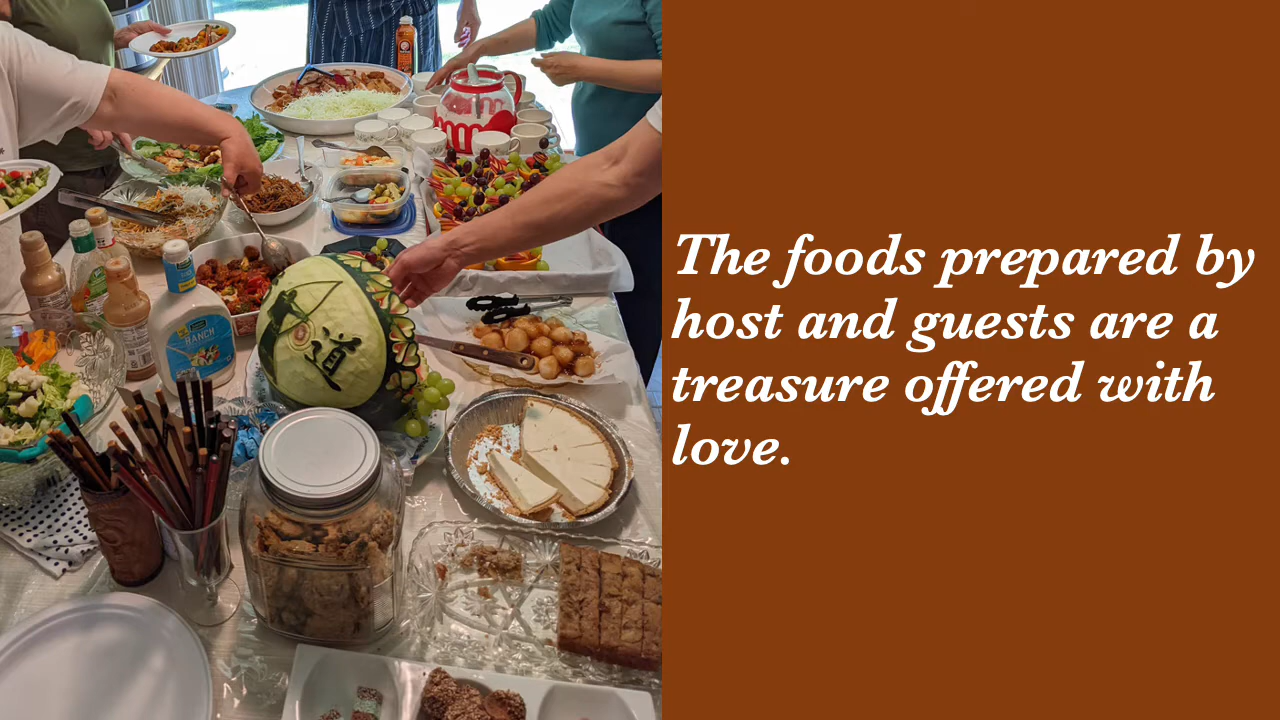 道
RANCH
The foods prepared by
host and guests are a
treasure offered with
love.